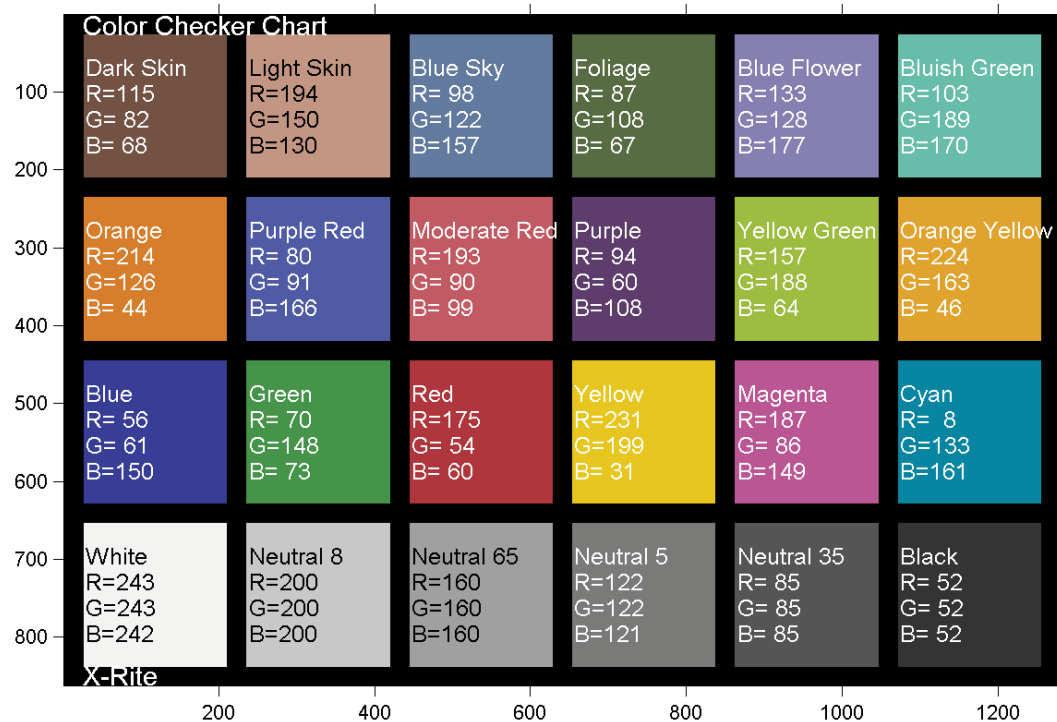 Color Checker Chart
Dark Skin
R=115
G= 82
B= 68
Light Skin
R=194
G=150
B=130
Blue Sky
R= 98
G=122
B=157
Foliage
R= 87
G=108
B= 67
Blue Flower
R=133
G=128
B=177
Bluish Green
R=103
G=189
B=170
Orange
R=214
G=126
B= 44
Purple Red
R= 80
G= 91
B=166
Moderate Red
R=193
G= 90
B= 99
Purple
R= 94
G= 60
B=108
Yellow Green
R=157
G=188
B= 64
Orange Yellow
R=224
G=163
B= 46
Blue
R= 56
G= 61
B=150
Green
R= 70
G=148
B= 73
Red
R=175
G= 54
B= 60
Yellow
R=231
G=199
B= 31
Magenta
R=187
G= 86
B=149
Cyan
R=  8
G=133
B=161
White
R=243
G=243
B=242
Neutral 8
R=200
G=200
B=200
Neutral 65
R=160
G=160
B=160
Neutral 5
R=122
G=122
B=121
Neutral 35
R= 85
G= 85
B= 85
Black
R= 52
G= 52
B= 52
X-Rite
100
200
300
400
500
600
700
800
200
400
600
800
1000
1200